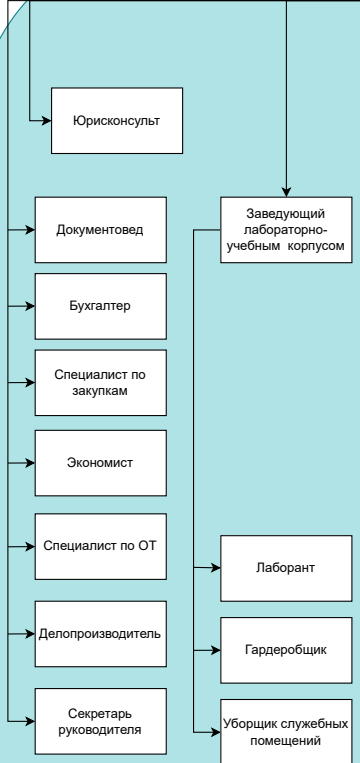 Юрисконсульт
Документовед
Бухгалтер
Специалист по
закупкам
Экономист
Специалист по ОТ
Делопроизводитель
Секретарь
руководителя
Заведующий
лабораторно-
учебным корпусом
Лаборант
Гардеробщик
Уборщик служебных
помещений